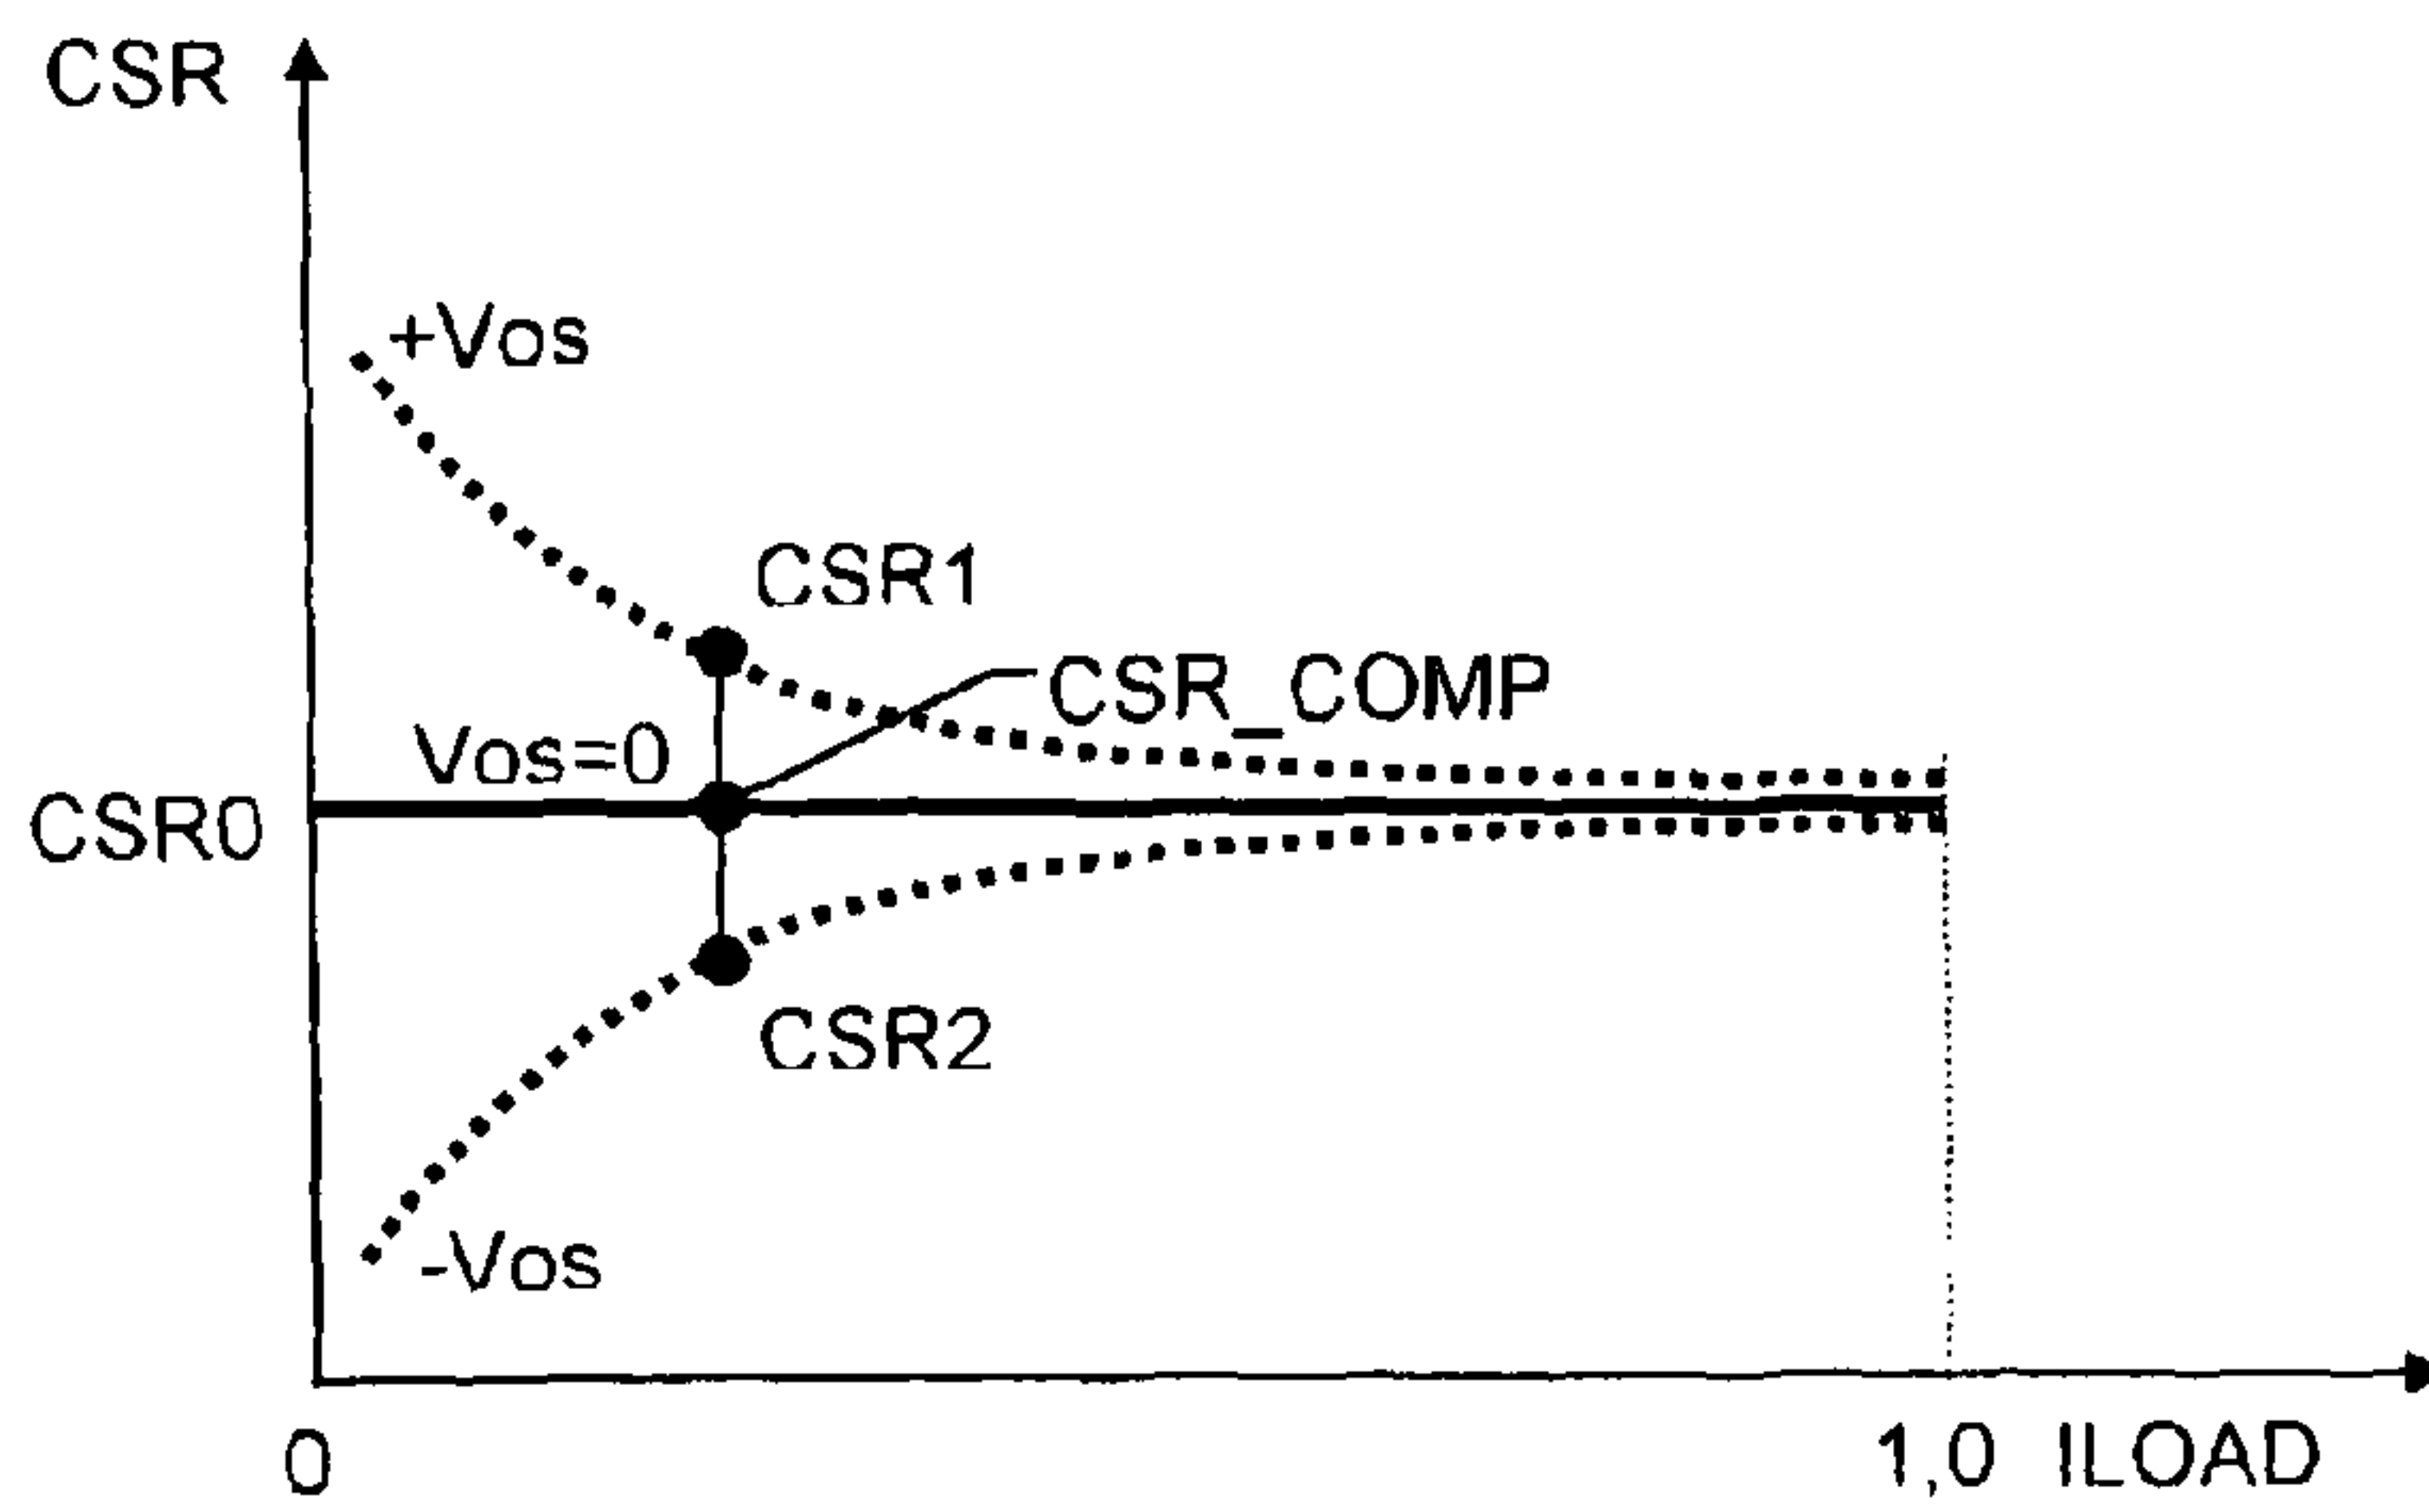 CSR
+Vos
CSR1
CSR_COMP
Vos=0
CSR0
CSR2
-Vos
0
1,0 ILOAD